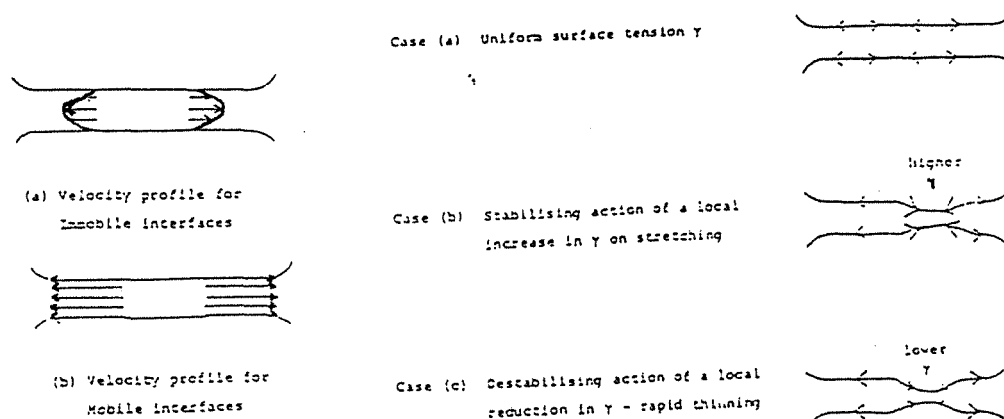 (a) Velocity profile for
Immobile interfaces
(b) Velocity profile for
Mobile interfaces
Case (a) Uniform surface tension γ
higher
γ
Case (b) Stabilising action of a local
increase in γ on stretching
lower
γ
Case (c) Destabilising action of a local
reduction in γ - rapid thinning